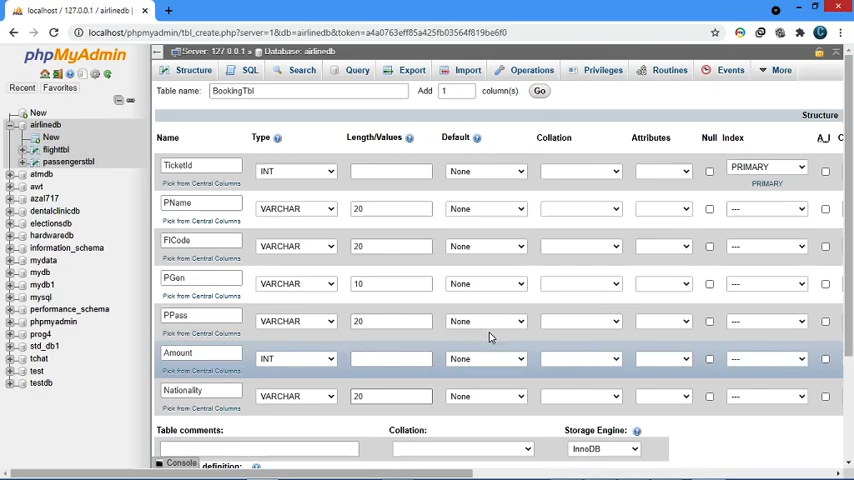 localhost / 127.0.0.1 / airlinedb
localhost/phpmyadmin/tbl_create.php?server=1&db=airlinedb&token=a4a0763eff85a425fb03564f819be6f0
phpMyAdmin
Recent Favorites
New
airlinedb
New
flighttbl
passengerstbl
atmdb
awt
azal717
dentalclinicdb
electionsdb
hardweredb
information_schema
mydata
mydb
mydb1
mysql
performance_schema
phpmyadmin
prog4
std_db1
tchat
test
testdb
Server: 127.0.0.1 » Database: airlinedb
Structure SQL Search Query Export Import Operations Privileges Routines Events More
Table name: BookingTbl Add 1 column(s) Go
Structure
Name Type Length/Values Default Collation Attributes Null Index A_I
TicketId INT None PRIMARY
Pick from Central Columns PRIMARY
PName VARCHAR 20 None ---
Pick from Central Columns
FlCode VARCHAR 20 None ---
Pick from Central Columns
PGen VARCHAR 10 None ---
Pick from Central Columns
PPass VARCHAR 20 None ---
Pick from Central Columns
Amount INT None ---
Pick from Central Columns
Nationality VARCHAR 20 None ---
Pick from Central Columns
Table comments: Collation: Storage Engine:
InnoDB
Console definition: